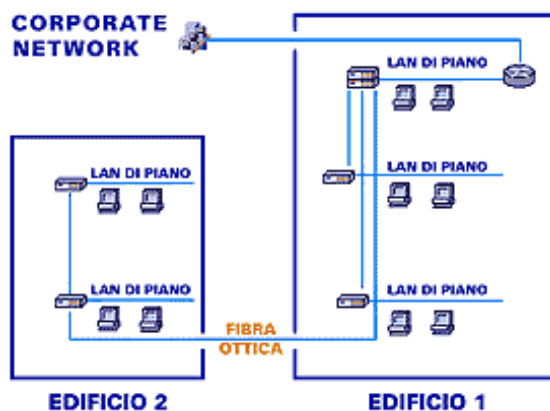 CORPORATE
NETWORK
LAN DI PIANO
LAN DI PIANO
LAN DI PIANO
LAN DI PIANO
LAN DI PIANO
FIBRA
OTTICA
EDIFICIO 2
EDIFICIO 1